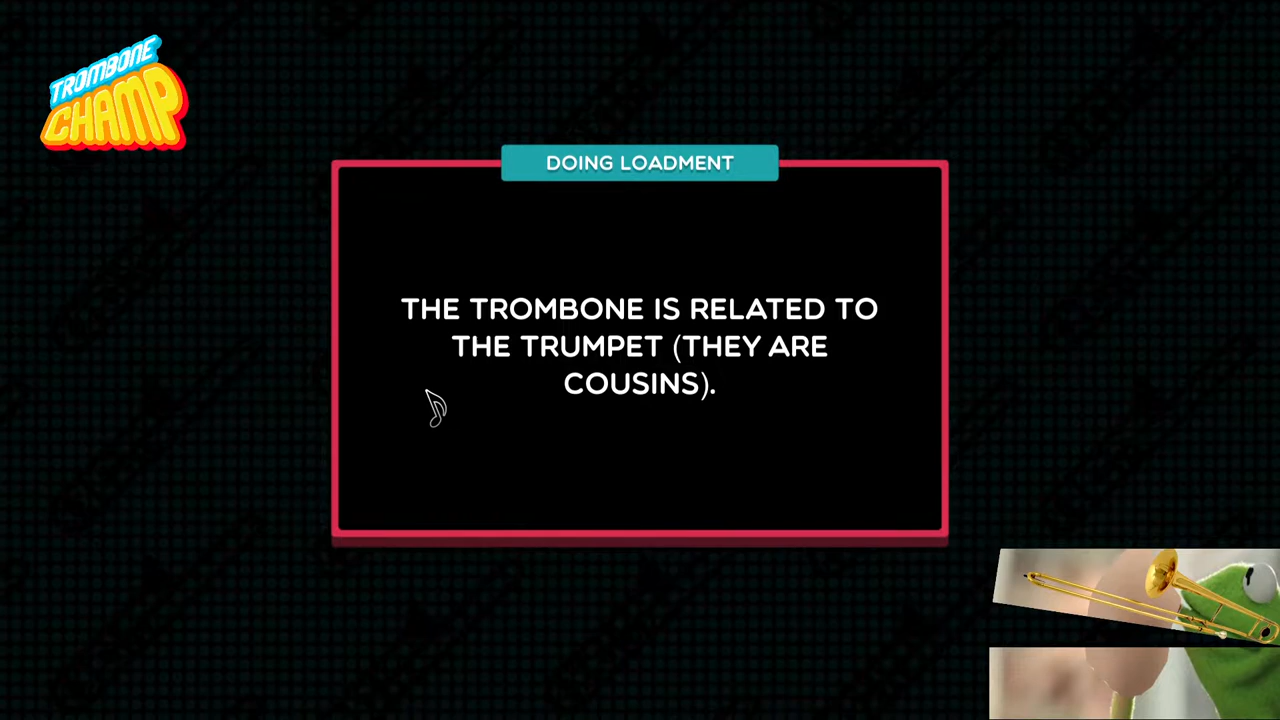 TROMBONE
CHAMP
DOING LOADMENT
THE TROMBONE IS RELATED TO
THE TRUMPET (THEY ARE
COUSINS).